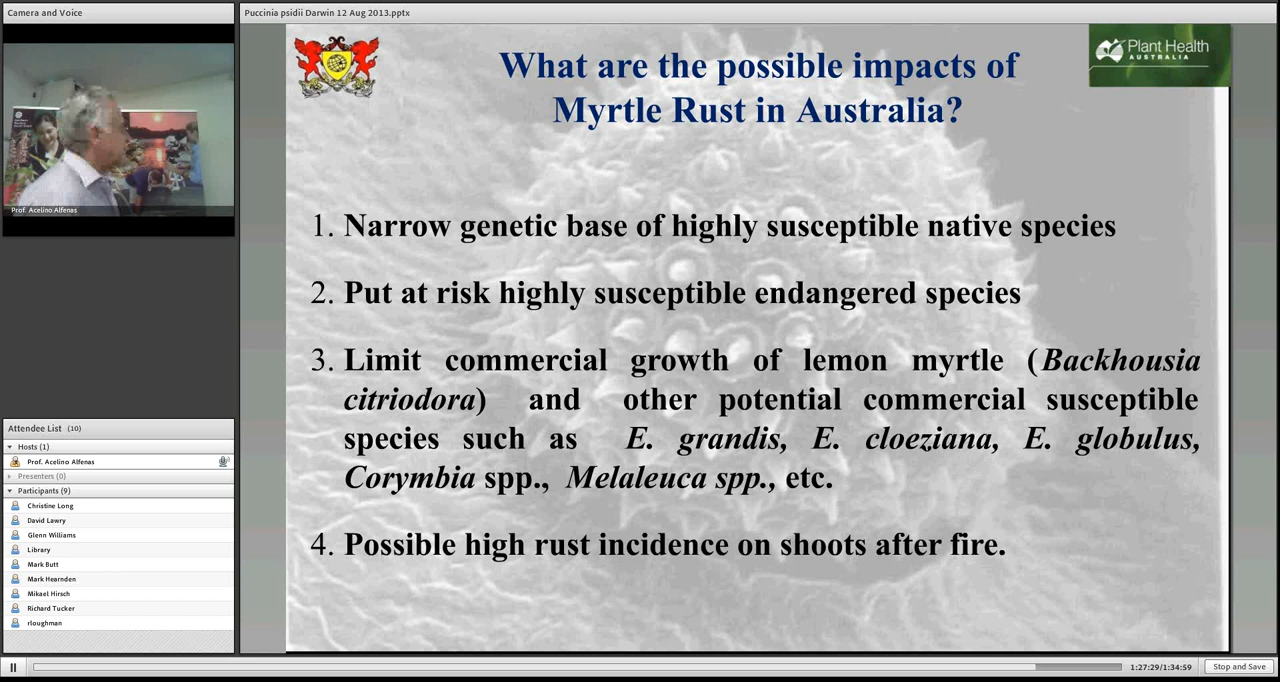 Camera and Voice
Prof. Acelino Alfenas
Attendee List (10)
Hosts (1)
Prof. Acelino Alfenas
Presenters (0)
Participants (9)
Christine Long
David Lawry
Glenn Williams
Library
Mark Butt
Mark Hearnden
Mikael Hirsch
Richard Tucker
rloughman
Puccinia psidii Darwin 12 Aug 2013.pptx
Plant Health
AUSTRALIA
What are the possible impacts of
Myrtle Rust in Australia?
1. Narrow genetic base of highly susceptible native species
2. Put at risk highly susceptible endangered species
3. Limit commercial growth of lemon myrtle (Backhousia
citriodora) and other potential commercial susceptible
species such as E. grandis, E. cloeziana, E. globulus,
Corymbia spp., Melaleuca spp., etc.
4. Possible high rust incidence on shoots after fire.
1:27:29/1:34:59
Stop and Save